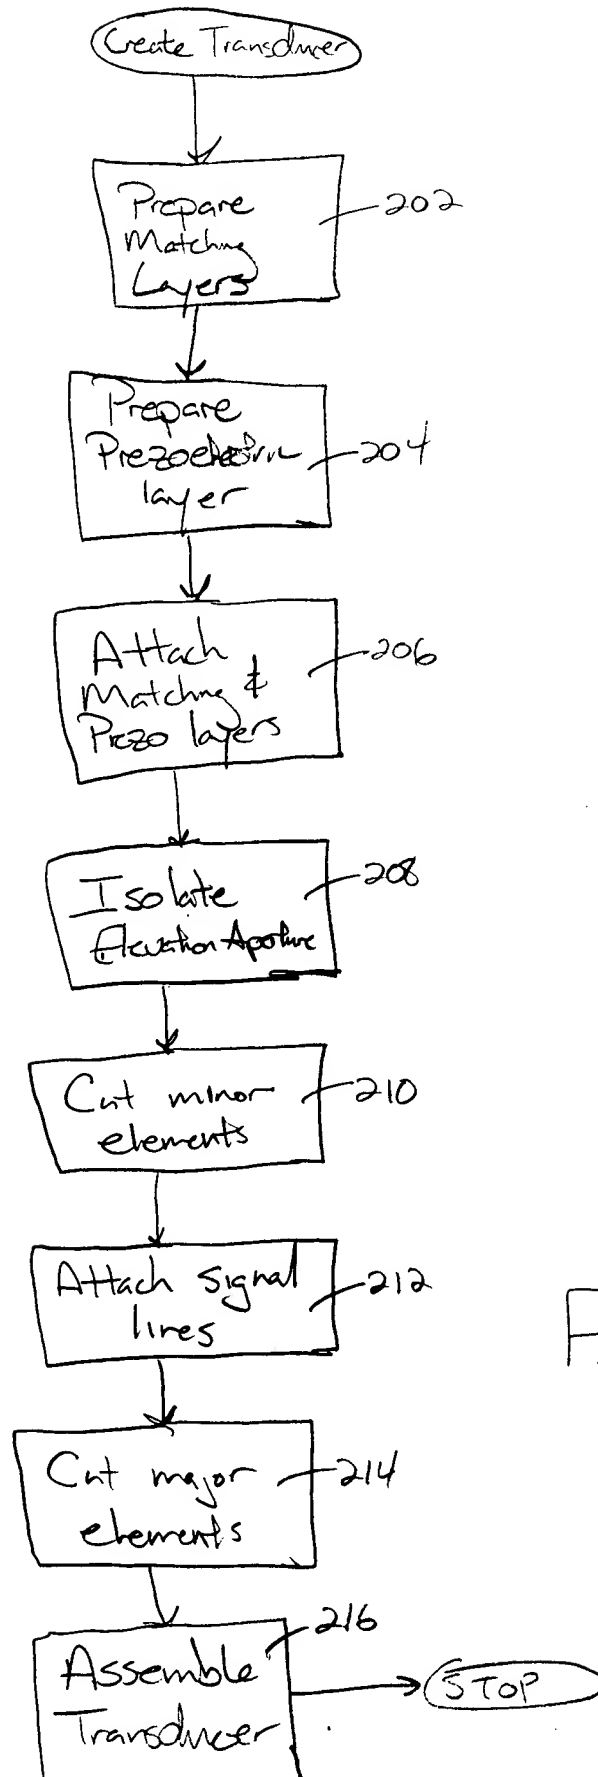 Create Transducer
Prepare
Matching
Layers
202
Prepare
Piezoelectric
layer
204
Attach
Matching &
Piezo layers
206
Isolate
Elevation Aperture
208
Cut minor
elements
210
Attach signal
lines
212
Cut major
elements
214
Assemble
Transducer
216
STOP